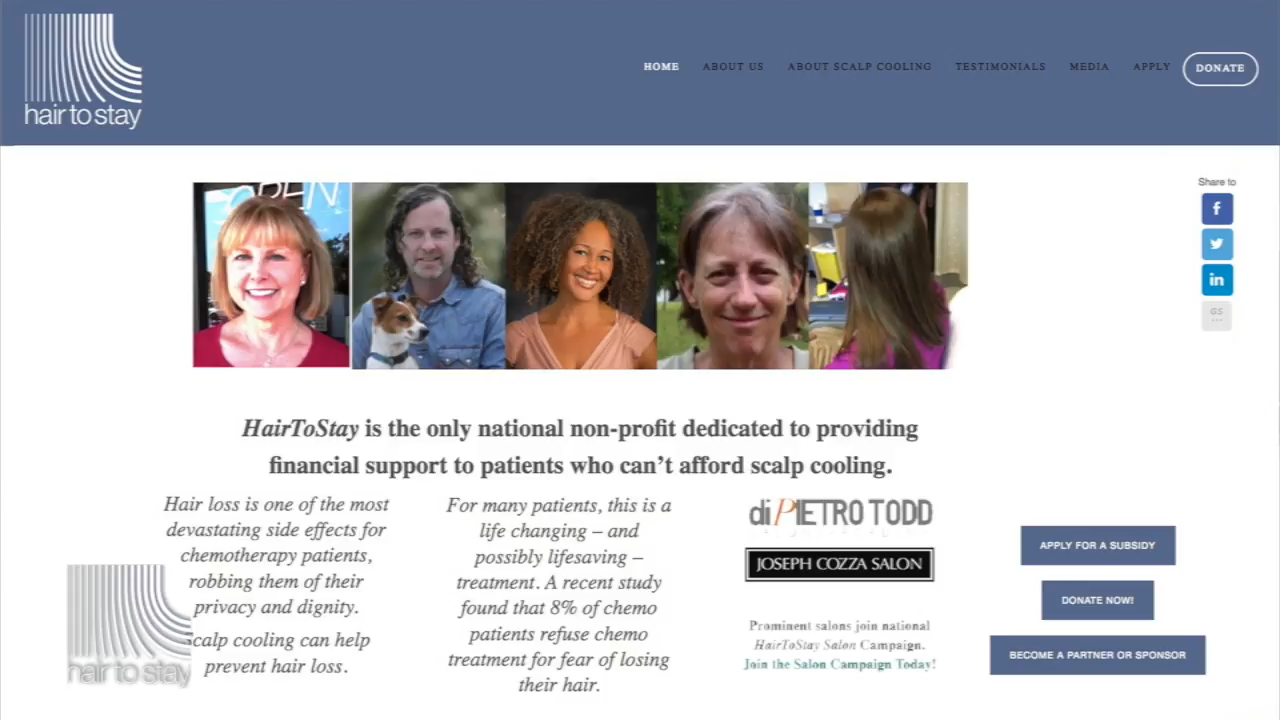 hair to stay
HOME
ABOUT US
ABOUT SCALP COOLING
TESTIMONIALS
MEDIA
APPLY
DONATE
OPEN
Share to
f
in
GS
HairToStay is the only national non-profit dedicated to providing
financial support to patients who can't afford scalp cooling.
Hair loss is one of the most
devastating side effects for
chemotherapy patients,
robbing them of their
privacy and dignity.
Scalp cooling can help
prevent hair loss.
For many patients, this is a
life changing – and
possibly lifesaving –
treatment. A recent study
found that 8% of chemo
patients refuse chemo
treatment for fear of losing
their hair.
di PIETRO TODD
JOSEPH COZZA SALON
Prominent salons join national
HairToStay Salon Campaign.
Join the Salon Campaign Today!
APPLY FOR A SUBSIDY
DONATE NOW!
BECOME A PARTNER OR SPONSOR
hair to stay